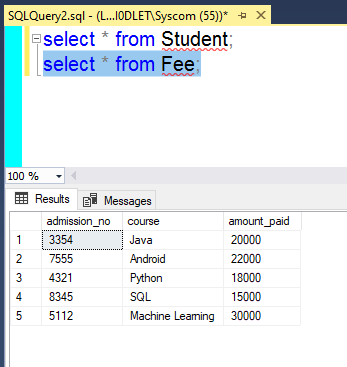 SQLQuery2.sql - (L...I0DLET\Syscom (55))*
select * from Student;
select * from Fee;
100 %
Results Messages
admission_no course amount_paid
1 3354 Java 20000
2 7555 Android 22000
3 4321 Python 18000
4 8345 SQL 15000
5 5112 Machine Learning 30000